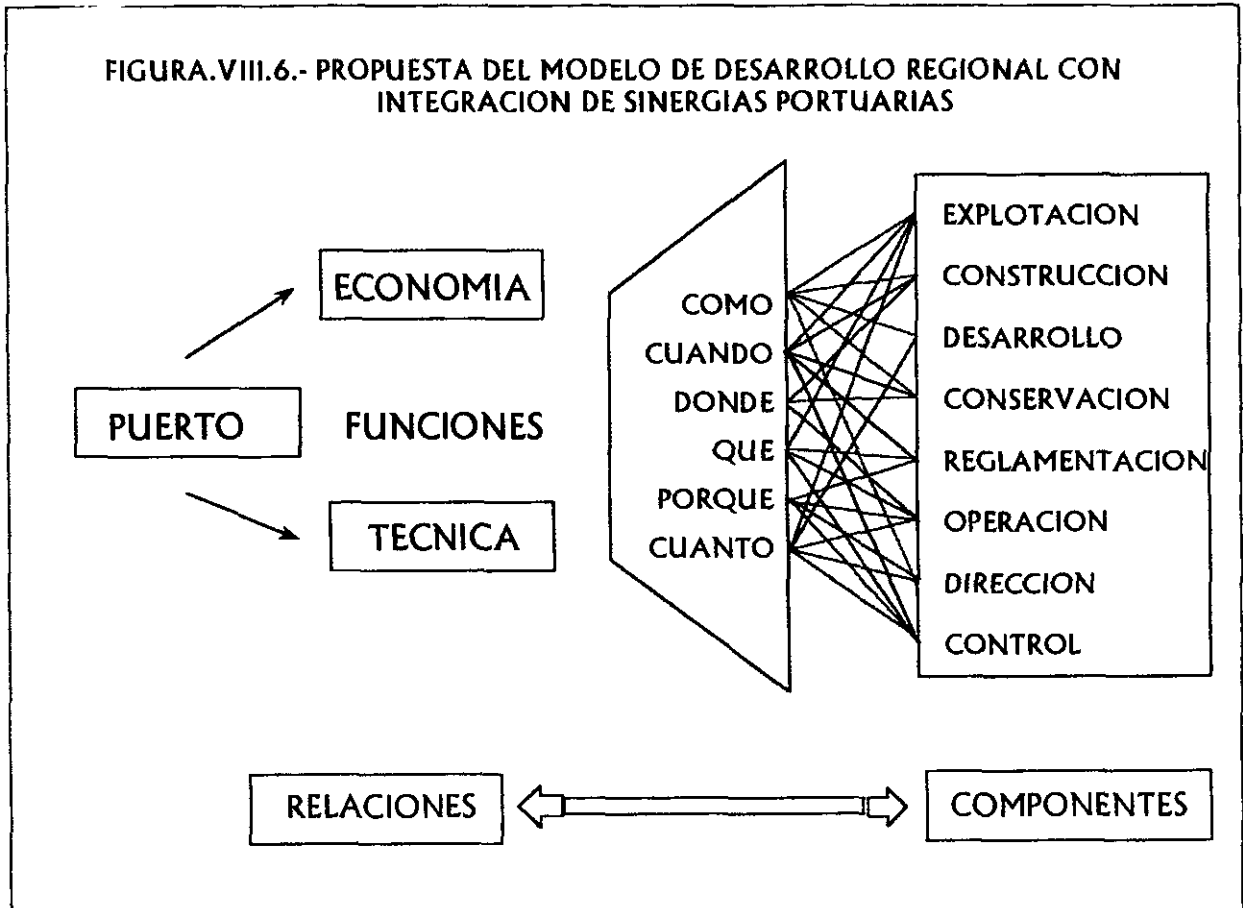 FIGURA.VIII.6.- PROPUESTA DEL MODELO DE DESARROLLO REGIONAL CON
INTEGRACION DE SINERGIAS PORTUARIAS
ECONOMIA
PUERTO
FUNCIONES
TECNICA
COMO
CUANDO
DONDE
QUE
PORQUE
CUANTO
EXPLOTACION
CONSTRUCCION
DESARROLLO
CONSERVACION
REGLAMENTACION
OPERACION
DIRECCION
CONTROL
RELACIONES
COMPONENTES